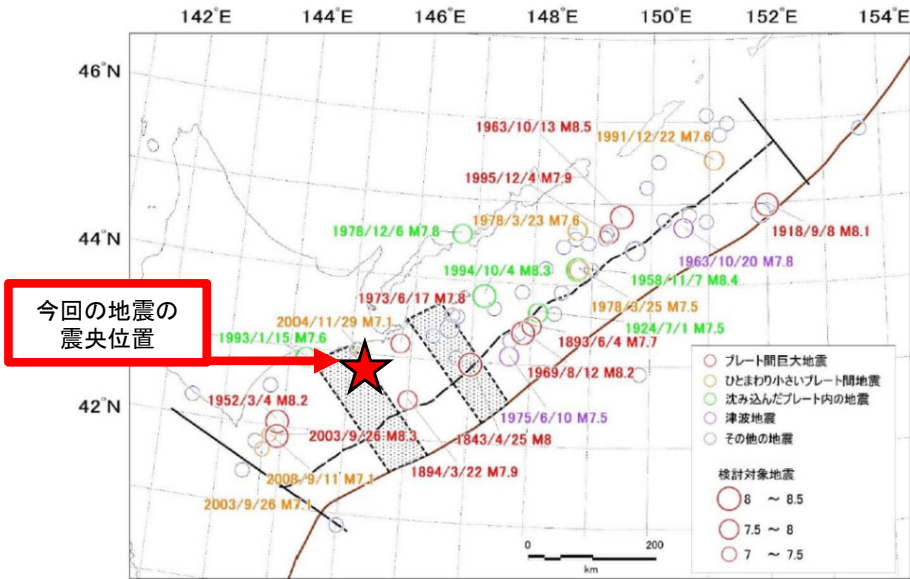 142°E 144°E 146°E 148°E 150°E 152°E 154°E
46°N
1963/10/13 M8.5
1991/12/22 M7.6
1995/12/4 M7.9
44°N
1978/12/6 M7.8
1978/3/23 M7.6
1918/9/8 M8.1
1963/10/20 M7.8
1994/10/4 M8.3
1958/11/7 M8.4
1973/6/17 M7.8
今回の地震の
震央位置
2004/11/29 M7.1
1978/3/25 M7.5
1993/1/15 M7.6
1924/7/1 M7.5
1893/6/4 M7.7
1969/8/12 M8.2
42°N
1952/3/4 M8.2
1975/6/10 M7.5
2003/9/26 M8.3
1843/4/25 M8
1894/3/22 M7.9
2008/9/11 M7.1
2003/9/26 M7.1
プレート間巨大地震
ひとまわり小さいプレート間地震
沈み込んだプレート内の地震
津波地震
その他の地震
検討対象地震
8 ～ 8.5
7.5 ～ 8
7 ～ 7.5
0 200
km